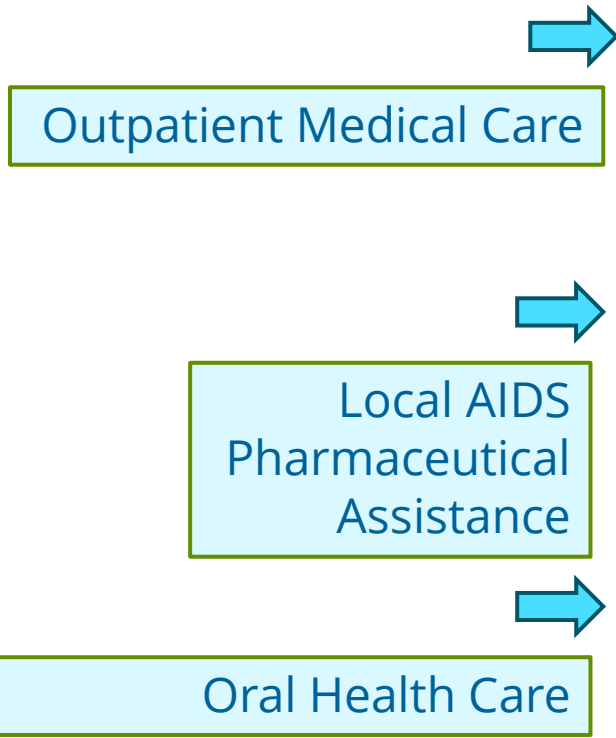 Outpatient Medical Care
Local AIDS
Pharmaceutical
Assistance
Oral Health Care